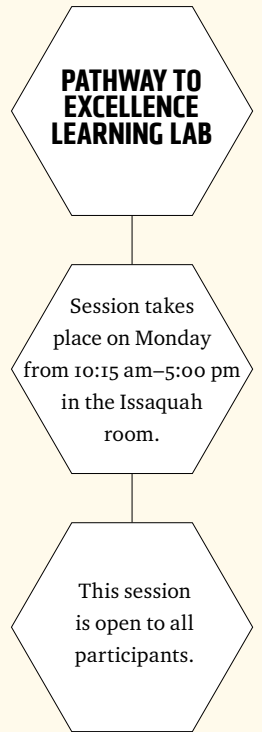 PATHWAY TO
EXCELLENCE
LEARNING LAB
Session takes
place on Monday
from 10:15 am–5:00 pm
in the Issaquah
room.
This session
is open to all
participants.